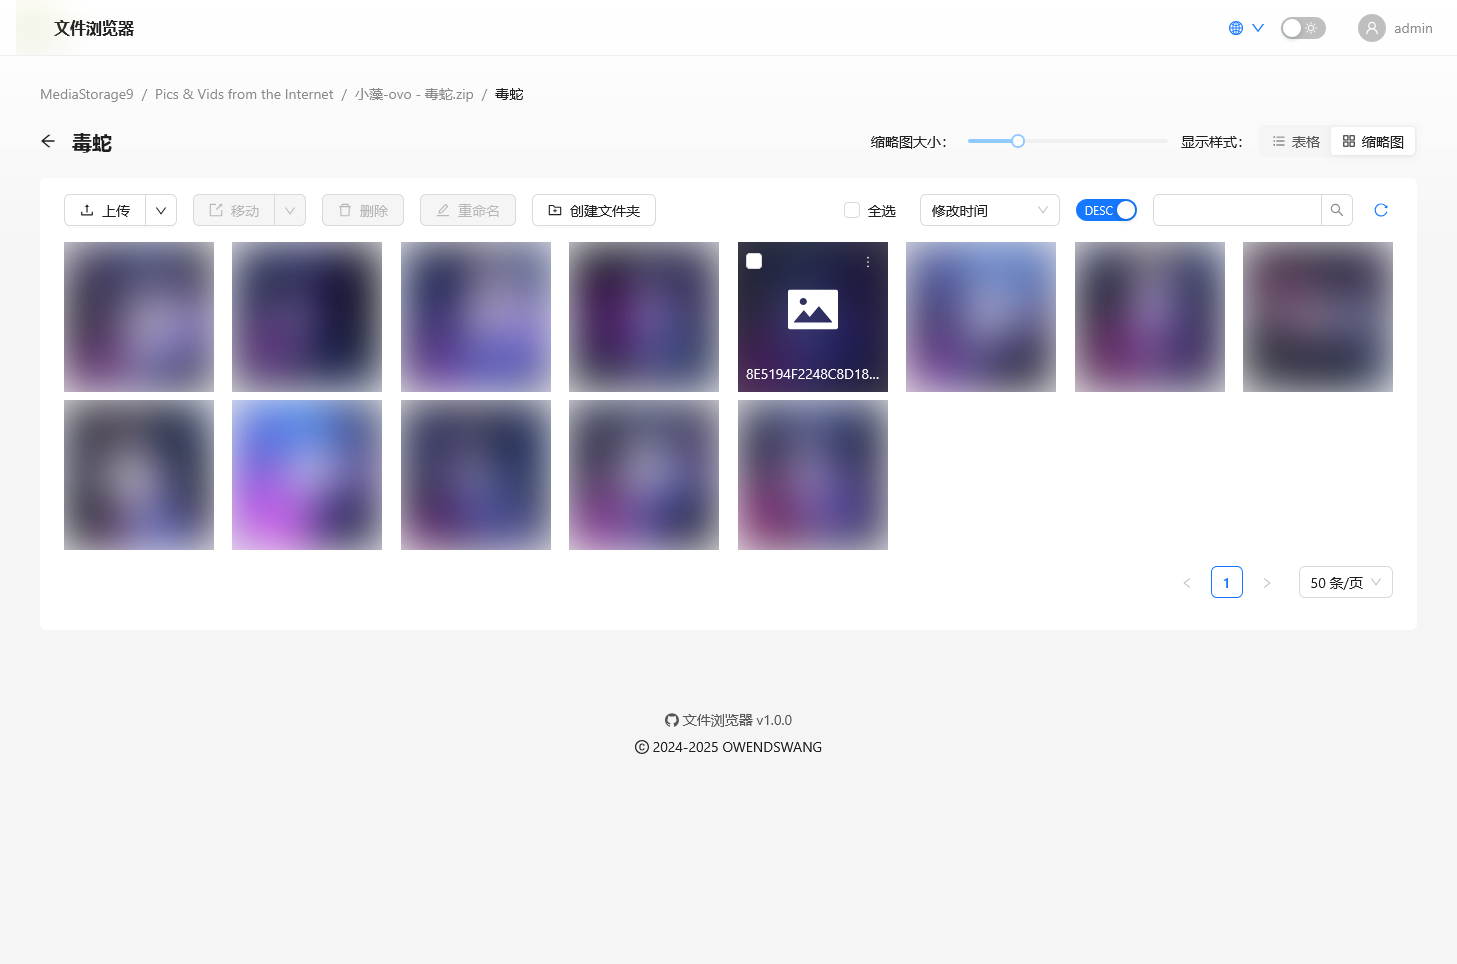 文件浏览器
admin
MediaStorage9 / Pics & Vids from the Internet / 小藻-ovo - 毒蛇.zip / 毒蛇
毒蛇
缩略图大小：
显示样式：
表格
缩略图
上传
移动
删除
重命名
创建文件夹
全选
修改时间
DESC
8E5194F2248C8D18...
1
50 条/页
文件浏览器 v1.0.0
© 2024-2025 OWENDSWANG